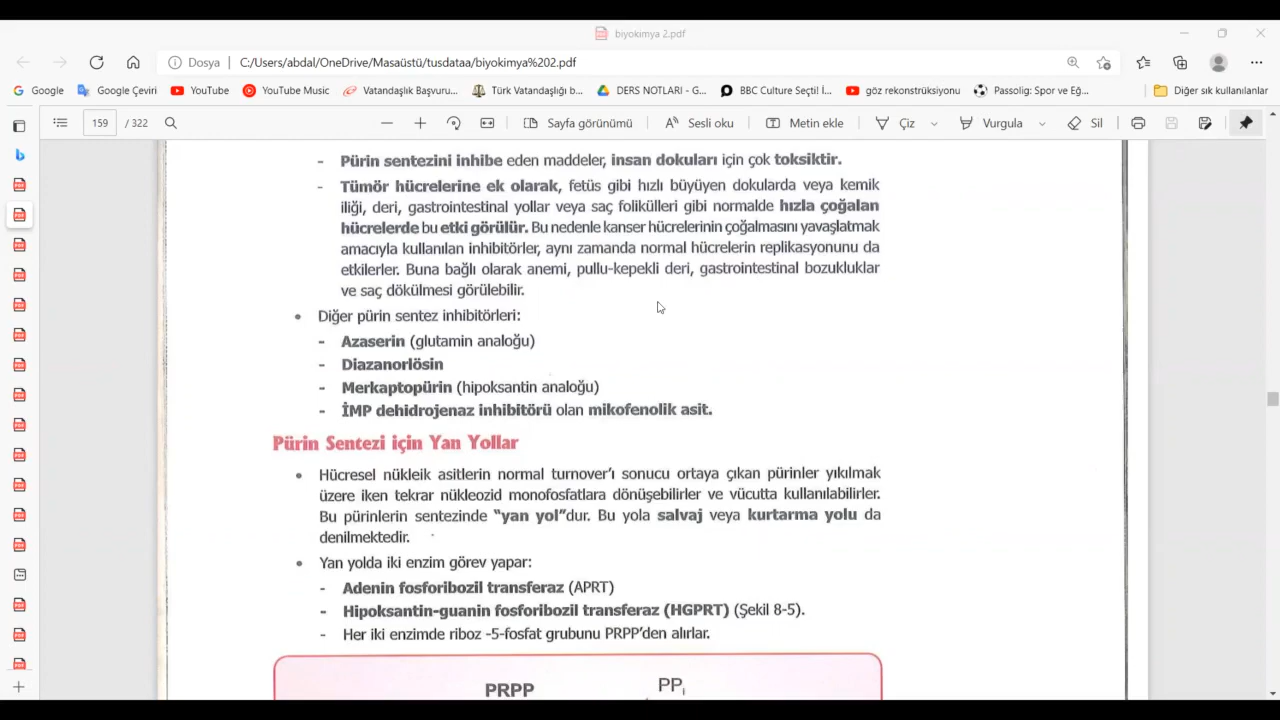 biyokimya 2.pdf
Dosya C:/Users/abdal/OneDrive/Masaüstü/tusdataa/biyokimya%202.pdf
Google Google Çeviri YouTube YouTube Music Vatandaşlık Başvuru... Türk Vatandaşlığı b... DERS NOTLARI - G... BBC Culture Seçti! İ... göz rekonstrüksiyonu Passolig: Spor ve Eğ... Diğer sık kullanılanlar
159 / 322 Sayfa görünümü Sesli oku Metin ekle Çiz Vurgula Sil
- Pürin sentezini inhibe eden maddeler, insan dokuları için çok toksiktir.
- Tümör hücrelerine ek olarak, fetüs gibi hızlı büyüyen dokularda veya kemik
iliği, deri, gastrointestinal yollar veya saç folikülleri gibi normalde hızla çoğalan
hücrelerde bu etki görülür. Bu nedenle kanser hücrelerinin çoğalmasını yavaşlatmak
amacıyla kullanılan inhibitörler, aynı zamanda normal hücrelerin replikasyonunu da
etkilerler. Buna bağlı olarak anemi, pullu-kepekli deri, gastrointestinal bozukluklar
ve saç dökülmesi görülebilir.
• Diğer pürin sentez inhibitörleri:
- Azaserin (glutamin analoğu)
- Diazanorlösin
- Merkaptopürin (hipoksantin analoğu)
- İMP dehidrojenaz inhibitörü olan mikofenolik asit.
Pürin Sentezi için Yan Yollar
• Hücresel nükleik asitlerin normal turnover'ı sonucu ortaya çıkan pürinler yıkılmak
üzere iken tekrar nükleozid monofosfatlara dönüşebilirler ve vücutta kullanılabilirler.
Bu pürinlerin sentezinde "yan yol"dur. Bu yola salvaj veya kurtarma yolu da
denilmektedir.
• Yan yolda iki enzim görev yapar:
- Adenin fosforibozil transferaz (APRT)
- Hipoksantin-guanin fosforibozil transferaz (HGPRT) (Şekil 8-5).
- Her iki enzimde riboz -5-fosfat grubunu PRPP'den alırlar.
PRPP PPi